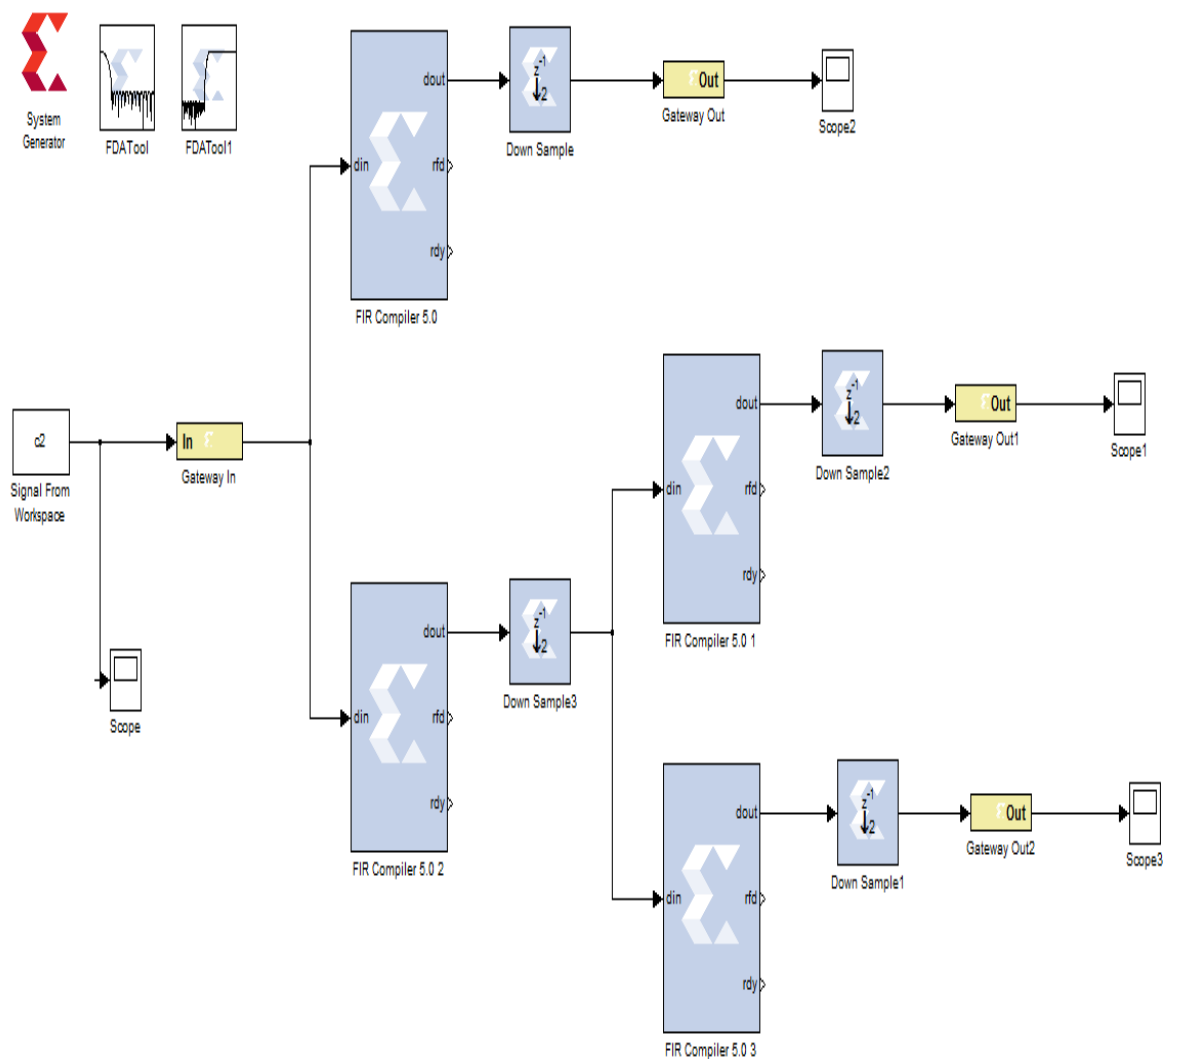 System
Generator
FDATool
FDATool1
din
dout
rfd
rdy
FIR Compiler 5.0
z-1
2
Down Sample
Out
Gateway Out
Scope2
c2
Signal From
Workspace
In
Gateway In
Scope
din
dout
rfd
rdy
FIR Compiler 5.0 2
z-1
2
Down Sample3
din
dout
rfd
rdy
FIR Compiler 5.0 1
z-1
2
Down Sample2
Out
Gateway Out1
Scope1
din
dout
rfd
rdy
FIR Compiler 5.0 3
z-1
2
Down Sample1
Out
Gateway Out2
Scope3